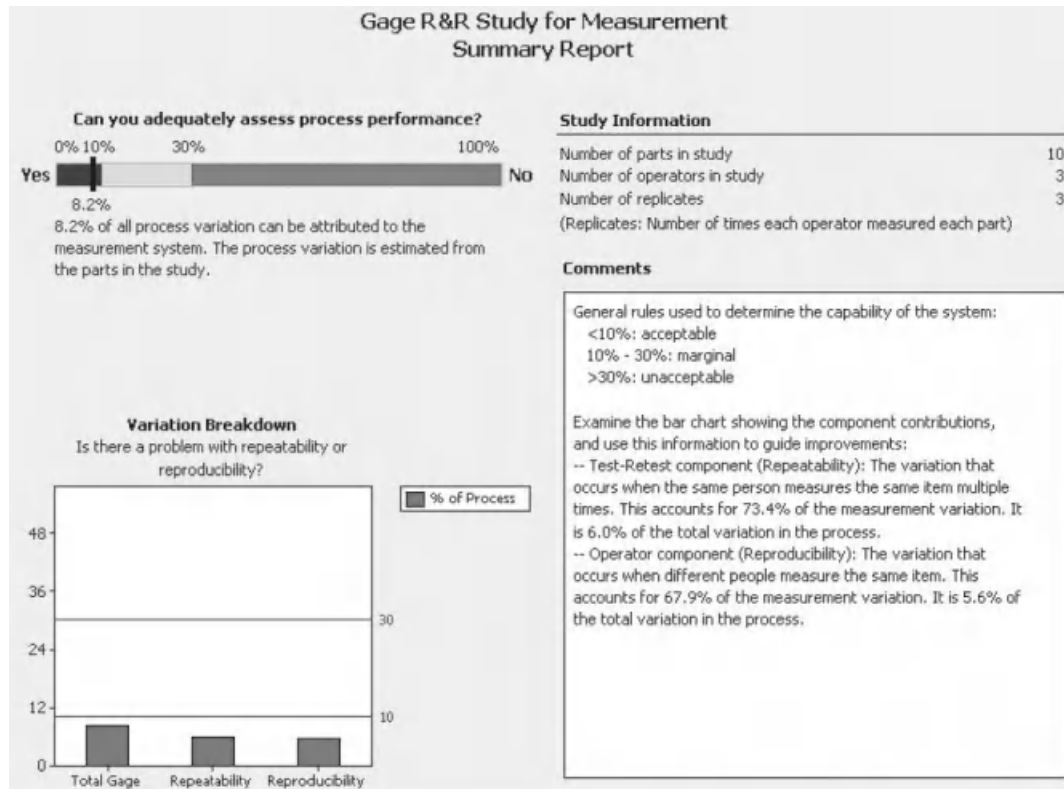 Gage R&R Study for Measurement
Summary Report
Can you adequately assess process performance?
0% 10% 30% 100%
Yes No
8.2%
8.2% of all process variation can be attributed to the
measurement system. The process variation is estimated from
the parts in the study.
Study Information
Number of parts in study 10
Number of operators in study 3
Number of replicates 3
(Replicates: Number of times each operator measured each part)
Comments
General rules used to determine the capability of the system:
<10%: acceptable
10% - 30%: marginal
>30%: unacceptable
Examine the bar chart showing the component contributions,
and use this information to guide improvements:
-- Test-Retest component (Repeatability): The variation that
occurs when the same person measures the same item multiple
times. This accounts for 73.4% of the measurement variation. It
is 6.0% of the total variation in the process.
-- Operator component (Reproducibility): The variation that
occurs when different people measure the same item. This
accounts for 67.9% of the measurement variation. It is 5.6% of
the total variation in the process.
Variation Breakdown
Is there a problem with repeatability or
reproducibility?
% of Process
48
36
30
24
12
10
0
Total Gage Repeatability Reproducibility